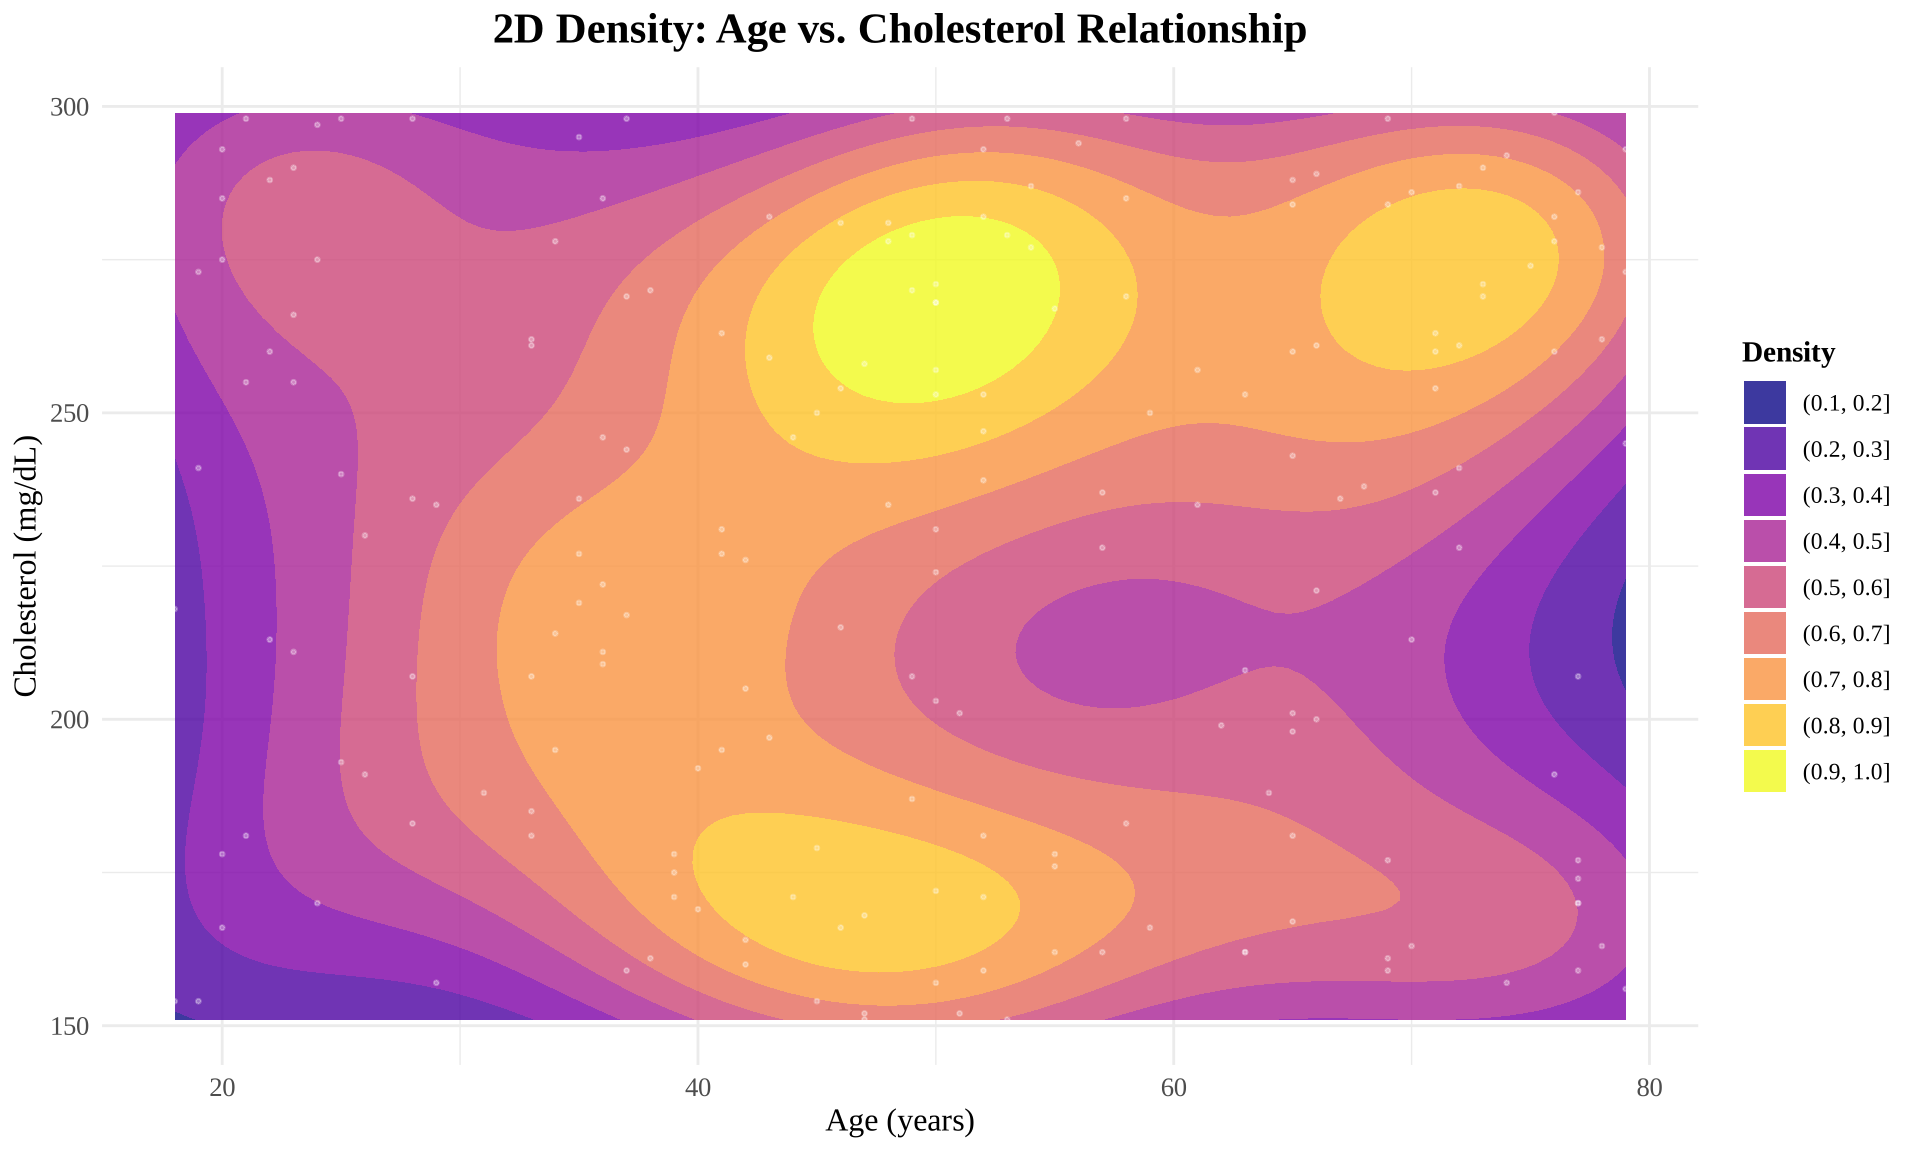 2D Density: Age vs. Cholesterol Relationship
300
250
200
150
Cholesterol (mg/dL)
20 40 60 80
Age (years)
Density
(0.1, 0.2]
(0.2, 0.3]
(0.3, 0.4]
(0.4, 0.5]
(0.5, 0.6]
(0.6, 0.7]
(0.7, 0.8]
(0.8, 0.9]
(0.9, 1.0]